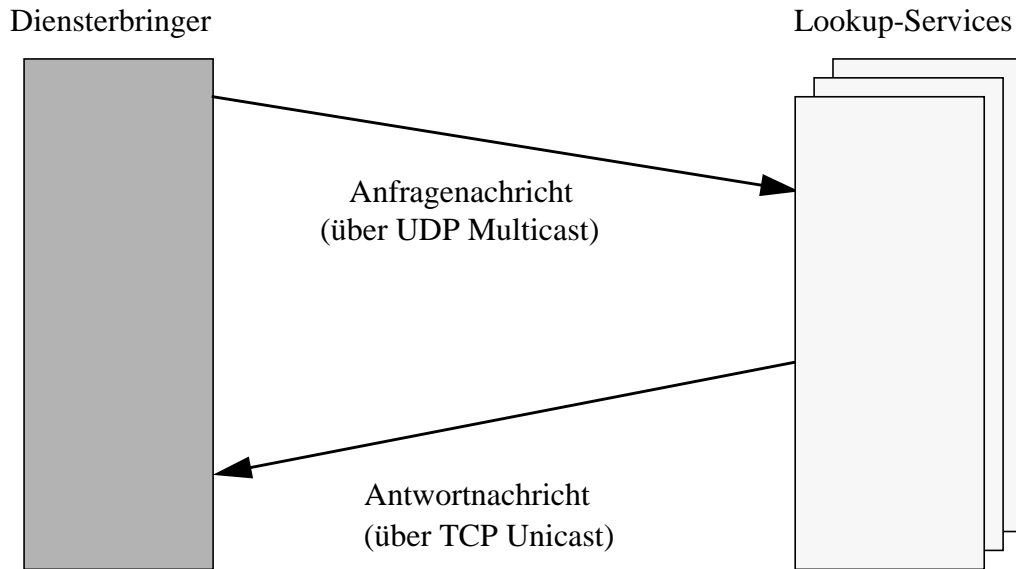 Diensterbringer
Lookup-Services
Anfragenachricht
(über UDP Multicast)
Antwortnachricht
(über TCP Unicast)